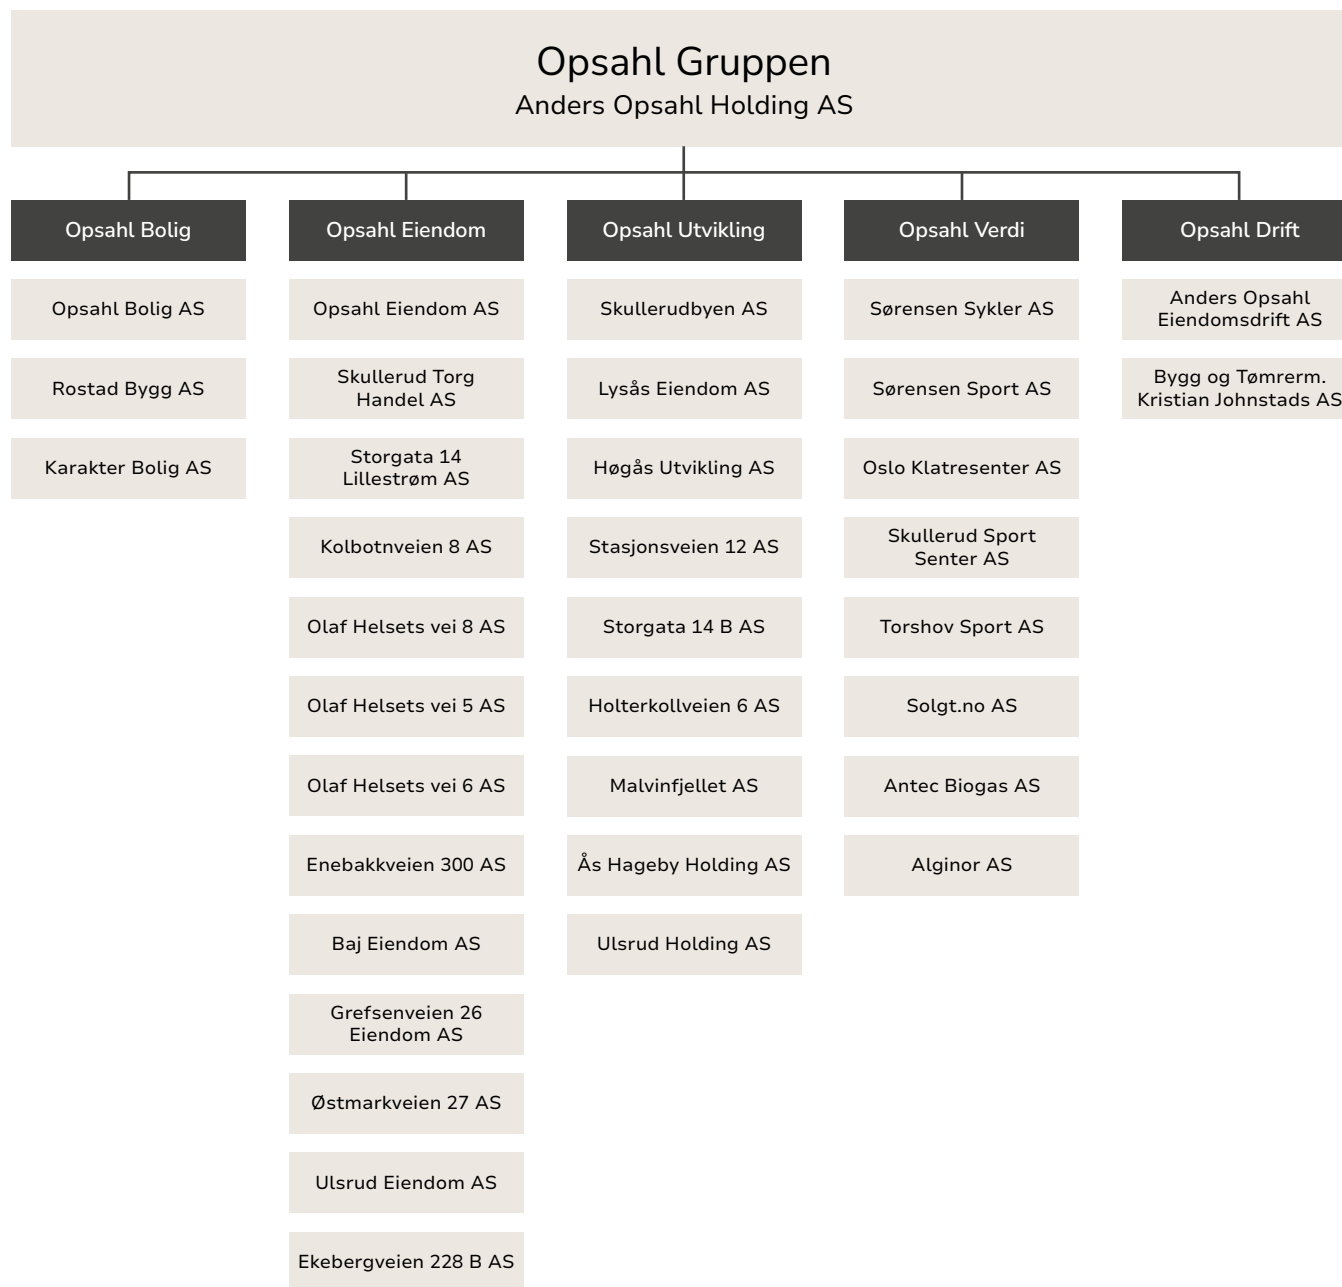 Opsahl Gruppen
Anders Opsahl Holding AS
Opsahl Bolig
Opsahl Bolig AS
Rostad Bygg AS
Karakter Bolig AS
Opsahl Eiendom
Opsahl Eiendom AS
Skullerud Torg
Handel AS
Storgata 14
Lillestrøm AS
Kolbotnveien 8 AS
Olaf Helsets vei 8 AS
Olaf Helsets vei 5 AS
Olaf Helsets vei 6 AS
Enebakkveien 300 AS
Baj Eiendom AS
Grefsenveien 26
Eiendom AS
Østmarkveien 27 AS
Ulsrud Eiendom AS
Ekebergveien 228 B AS
Opsahl Utvikling
Skullerudbyen AS
Lysås Eiendom AS
Høgås Utvikling AS
Stasjonsveien 12 AS
Storgata 14 B AS
Holterkollveien 6 AS
Malvinfjellet AS
Ås Hageby Holding AS
Ulsrud Holding AS
Opsahl Verdi
Sørensen Sykler AS
Sørensen Sport AS
Oslo Klatresenter AS
Skullerud Sport
Senter AS
Torshov Sport AS
Solgt.no AS
Antec Biogas AS
Alginor AS
Opsahl Drift
Anders Opsahl
Eiendomsdrift AS
Bygg og Tømrerm.
Kristian Johnstads AS